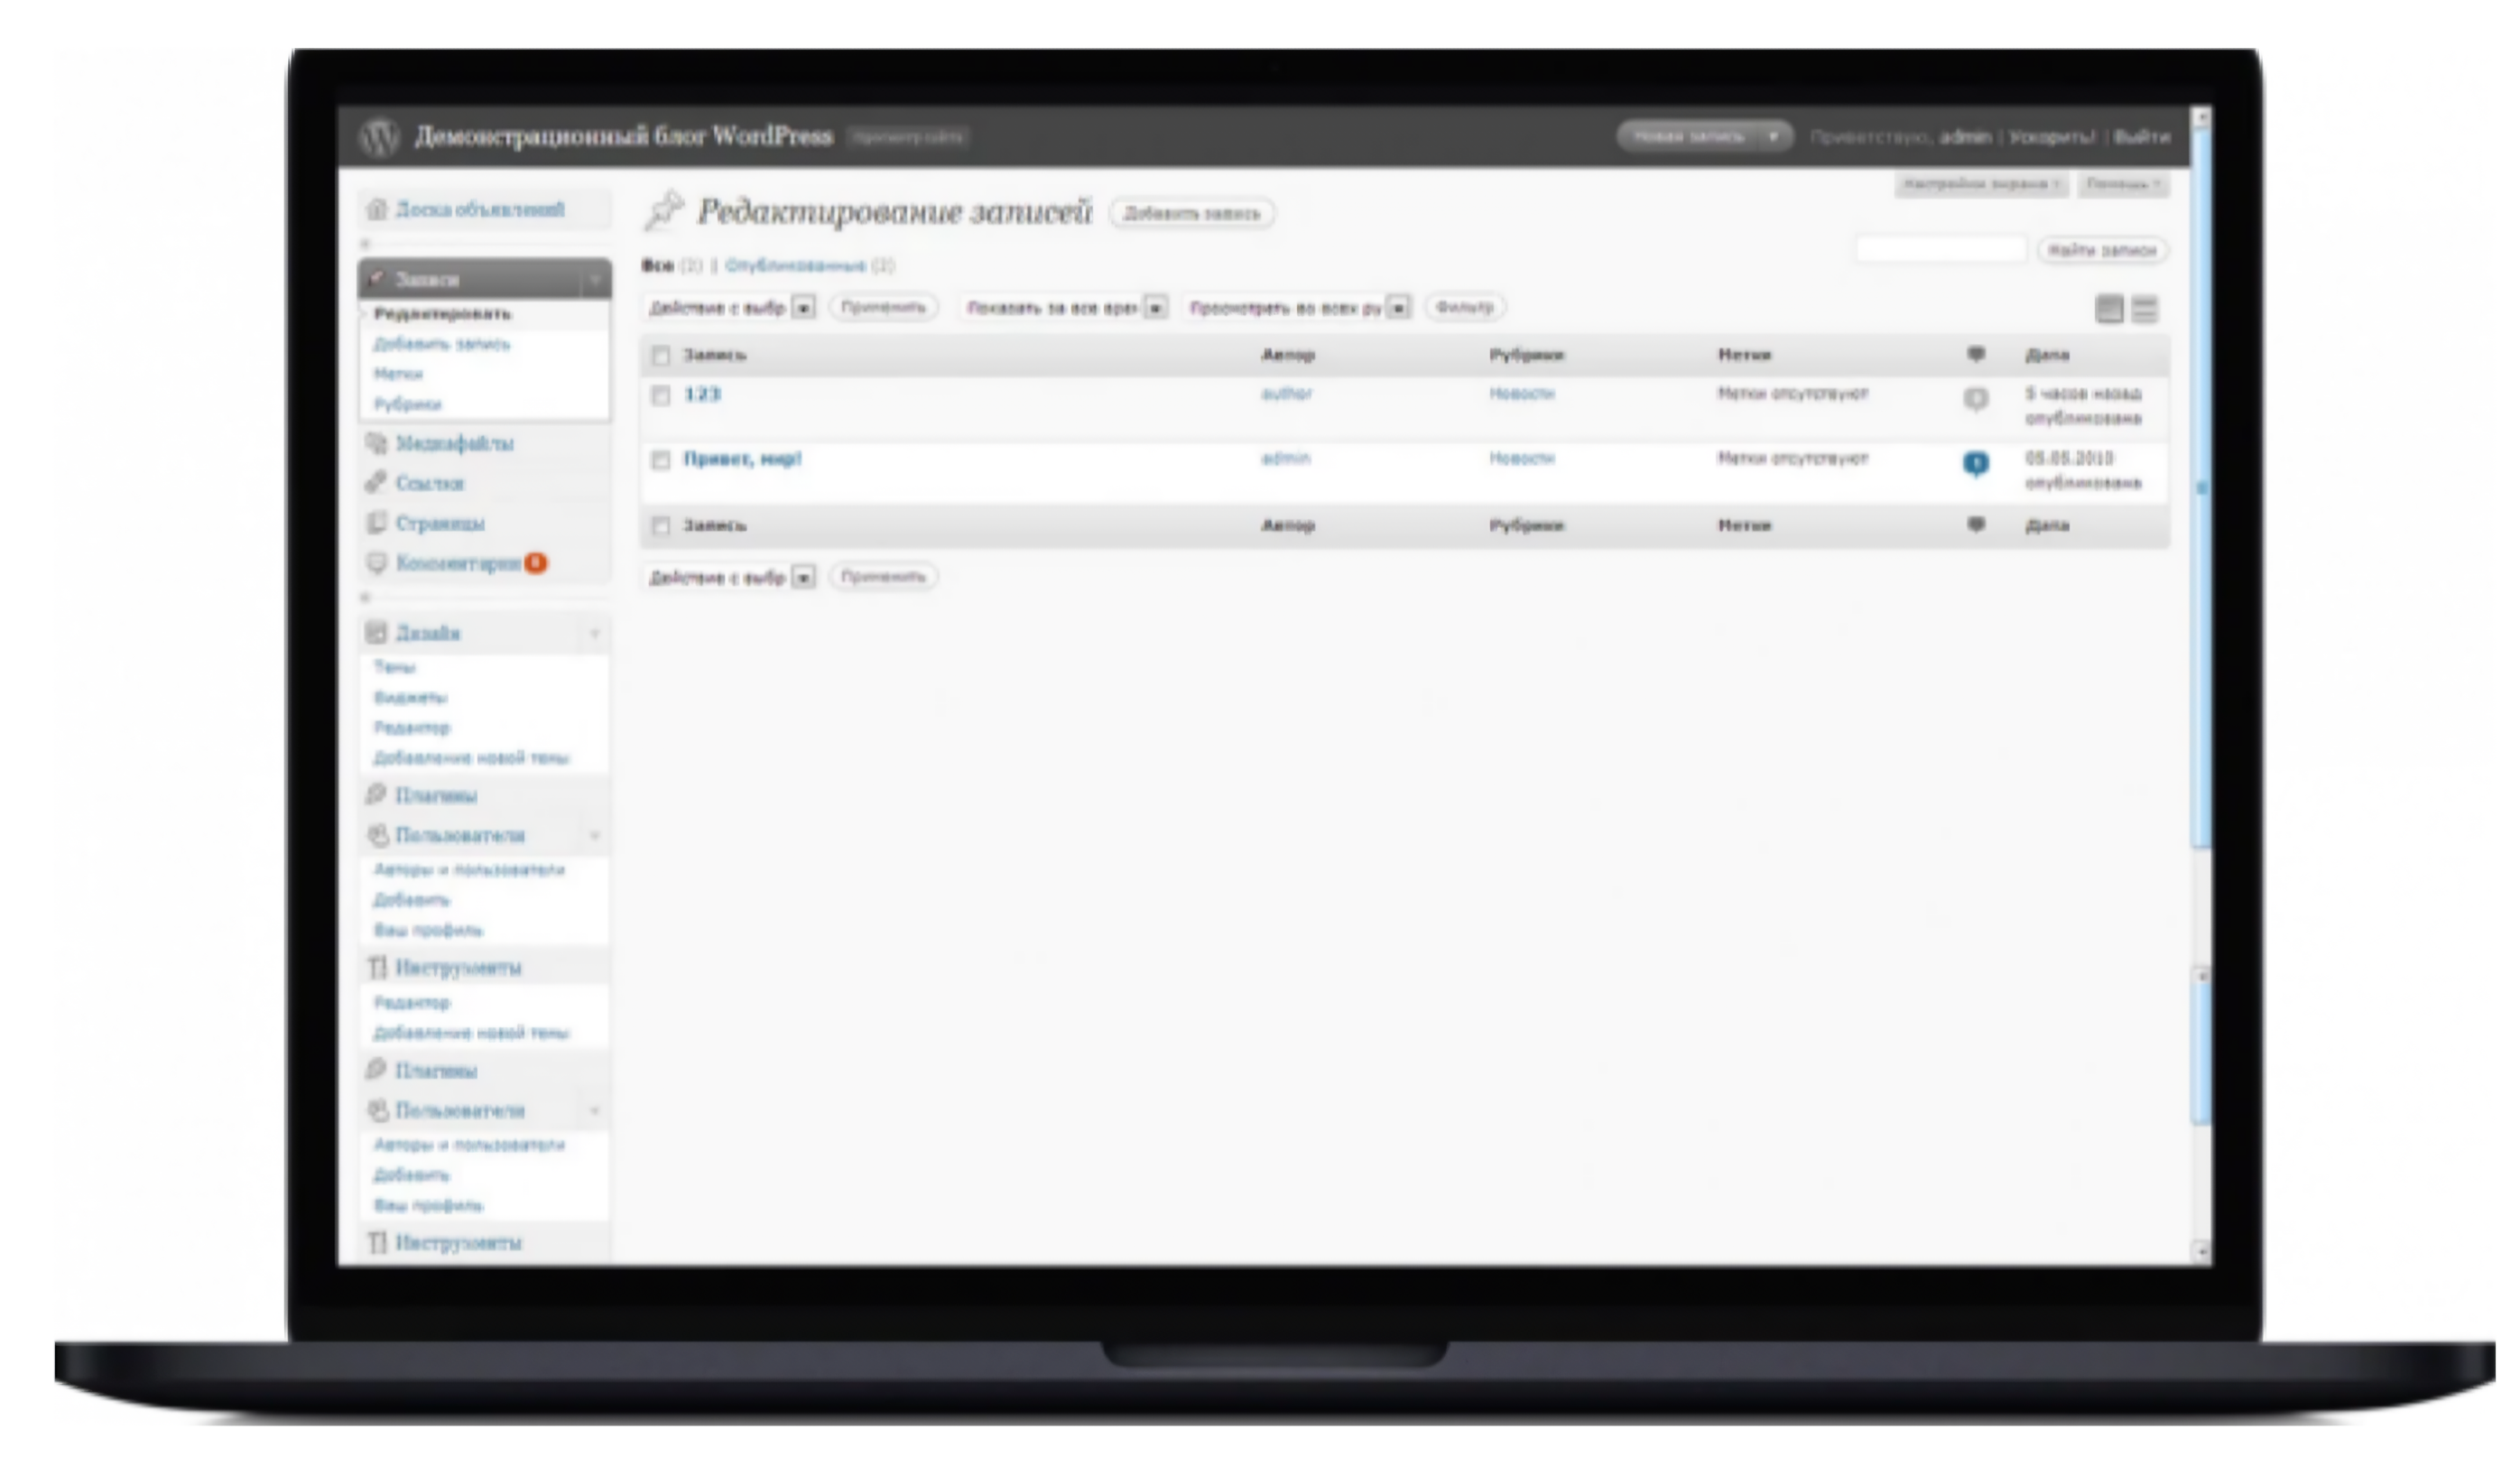 Демонстрационный блог WordPress Просмотр сайта
Новая запись Приветствую, admin | Ускорить! | Выйти
Настройки экрана Помощь
Доска объявлений
Записи
Редактировать
Добавить запись
Метки
Рубрики
Медиафайлы
Ссылки
Страницы
Комментарии
Дизайн
Темы
Виджеты
Редактор
Добавление новой темы
Плагины
Пользователи
Авторы и пользователи
Добавить
Ваш профиль
Инструменты
Редактор
Добавление новой темы
Плагины
Пользователи
Авторы и пользователи
Добавить
Ваш профиль
Инструменты
Редактирование записей Добавить запись
Найти записи
Все (2) | Опубликованные (2)
Действие с выбр Применить Показать за все врем Просмотреть во всех ру Фильтр
Запись Автор Рубрики Метки Дата
123 author Новости Метки отсутствуют 0 5 часов назад
опубликована
Привет, мир! admin Новости Метки отсутствуют 1 05.05.2010
опубликована
Запись Автор Рубрики Метки Дата
Действие с выбр Применить